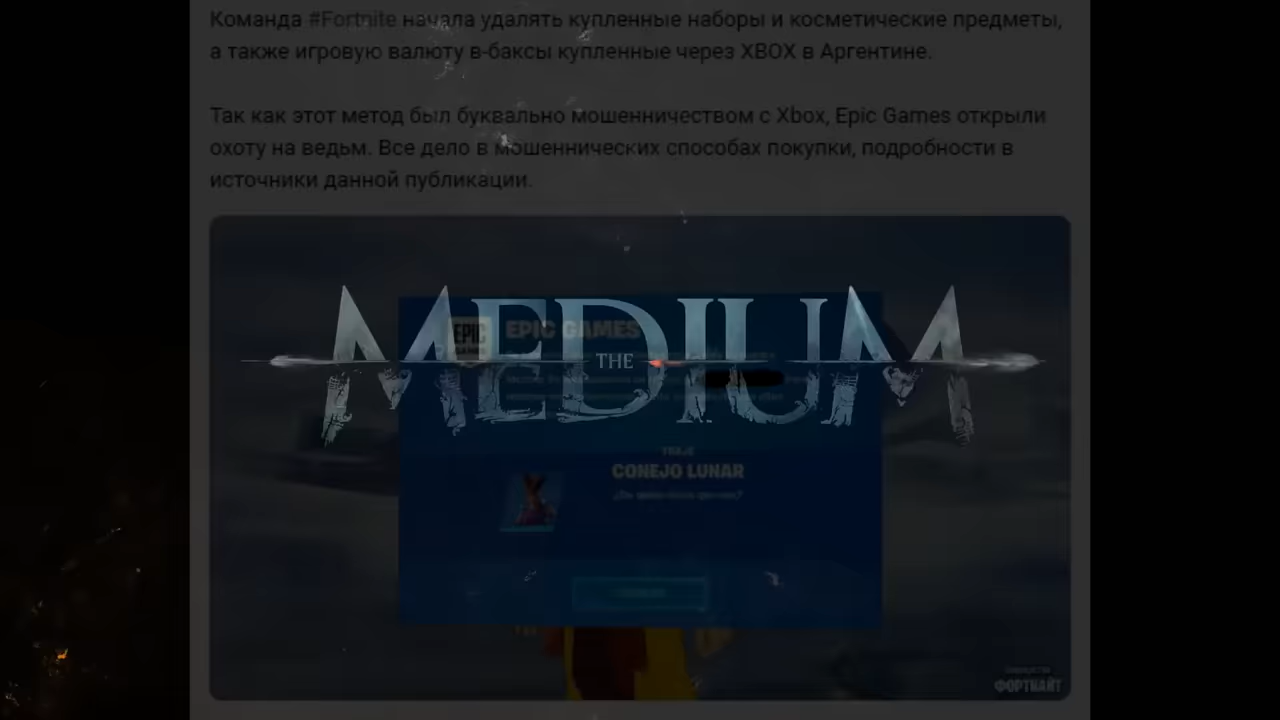 Команда #Fortnite начала удалять купленные наборы и косметические предметы,
а также игровую валюту в-баксы купленные через XBOX в Аргентине.
Так как этот метод был буквально мошенничеством с Xbox, Epic Games открыли
охоту на ведьм. Все дело в мошеннических способах покупки, подробности в
источники данной публикации.
EPIC GAMES
EPIC GAMES
THE
MEDIUM
TRAJE
CONEJO LUNAR
ФОРТНАЙТ